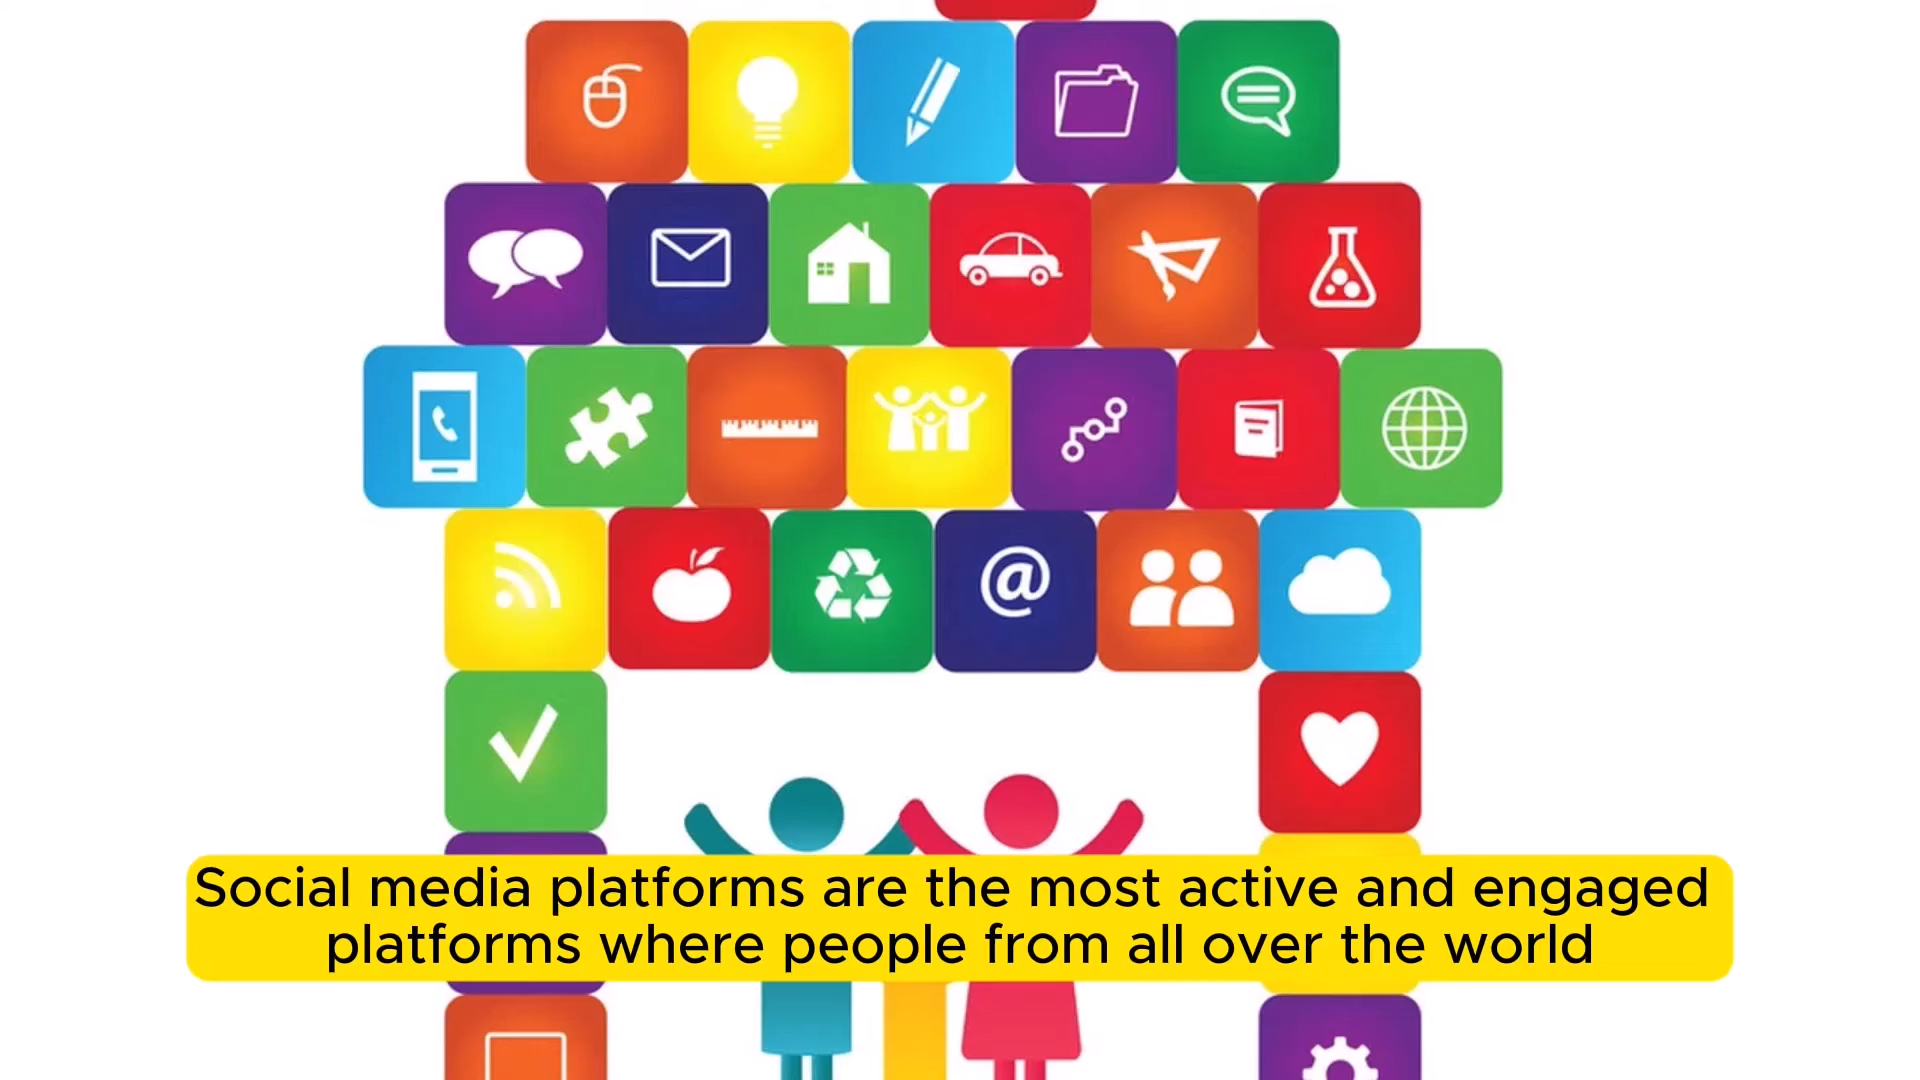 @
Social media platforms are the most active and engaged
platforms where people from all over the world